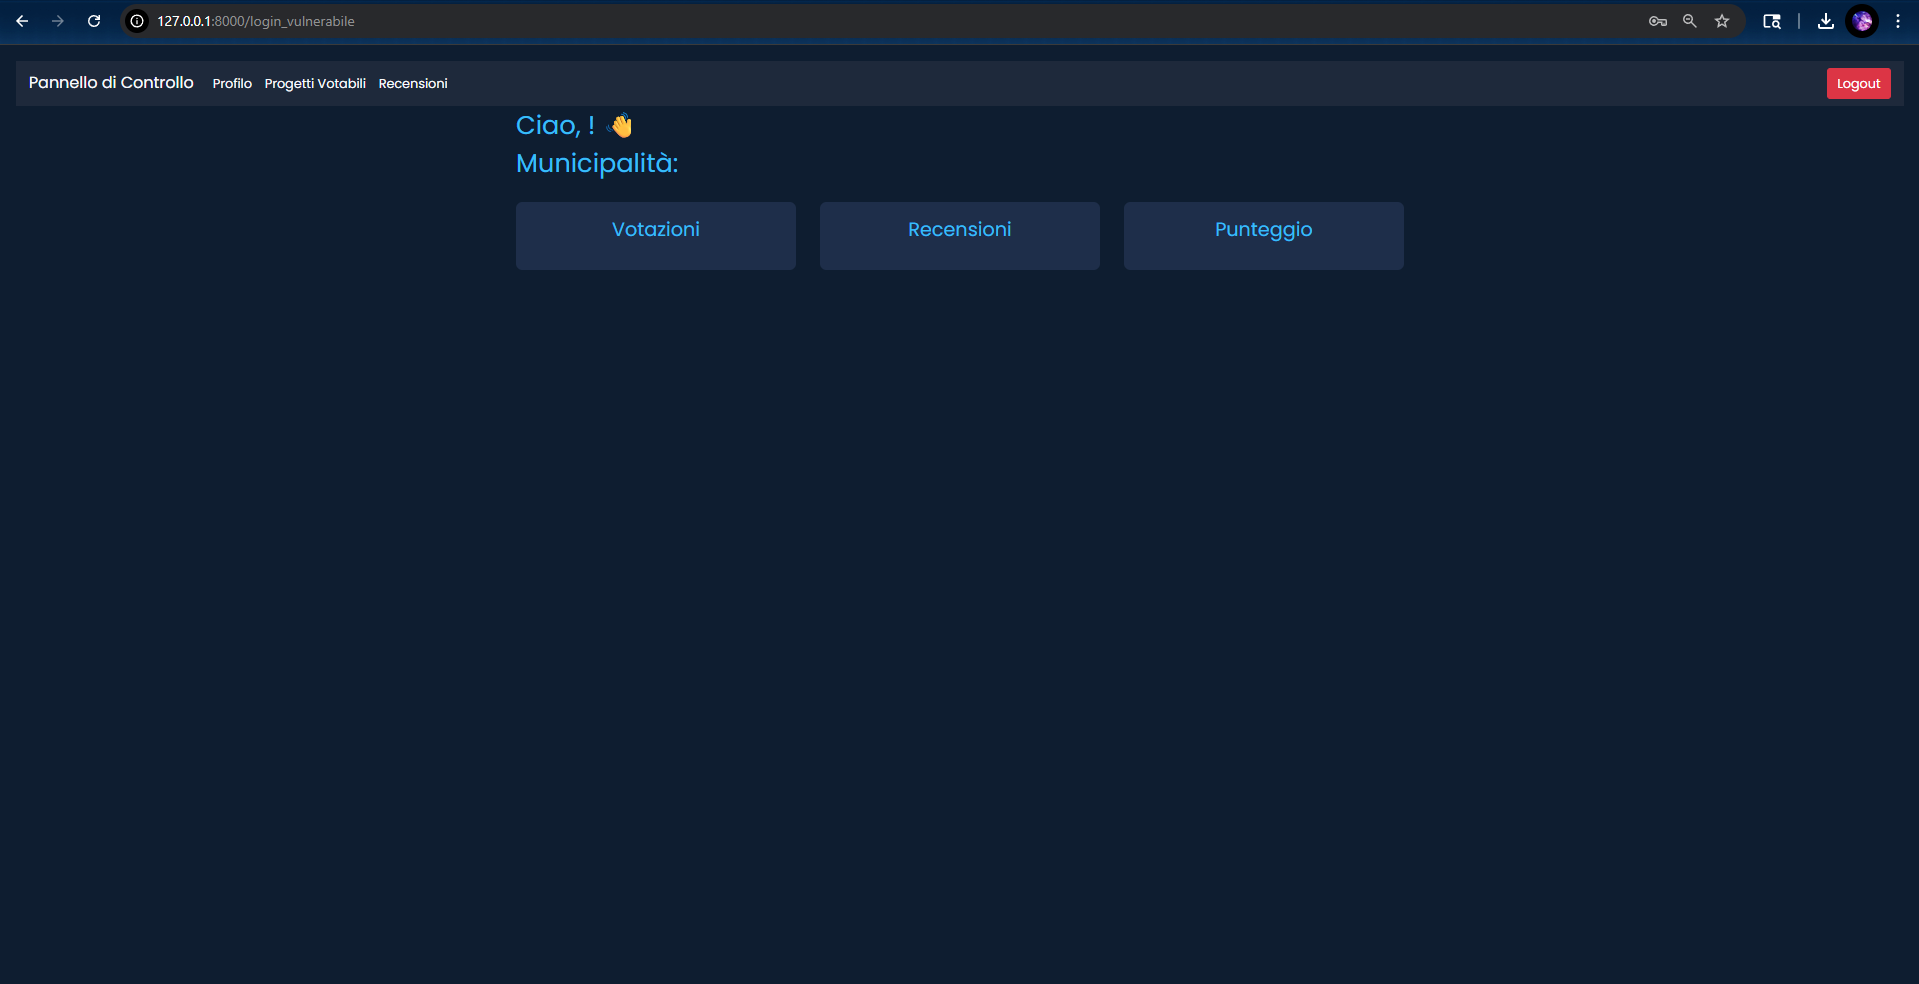 127.0.0.1:8000/login_vulnerabile
Pannello di Controllo Profilo Progetti Votabili Recensioni Logout
Ciao, ! 👋
Municipalità:
Votazioni Recensioni Punteggio